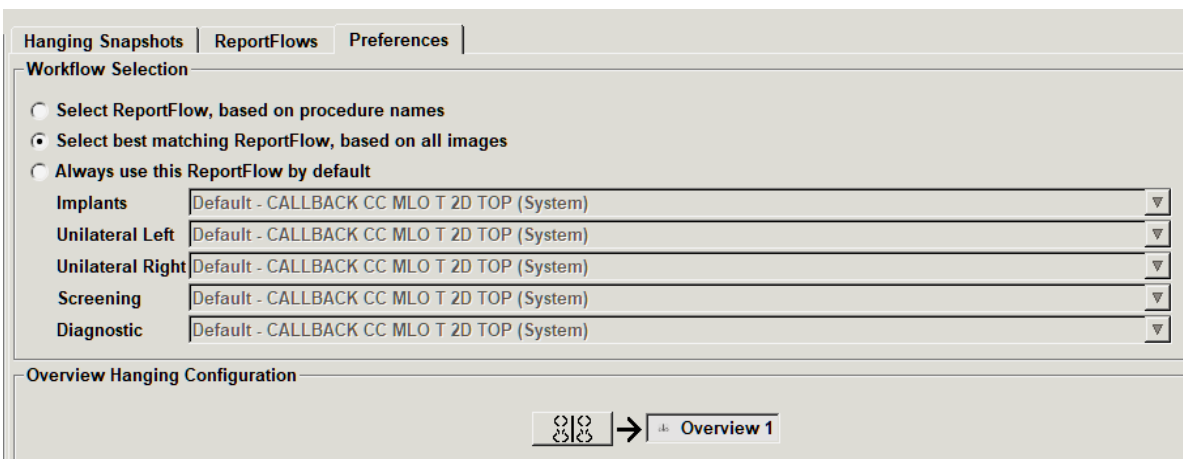 Hanging Snapshots ReportFlows Preferences
Workflow Selection
Select ReportFlow, based on procedure names
Select best matching ReportFlow, based on all images
Always use this ReportFlow by default
Implants Default - CALLBACK CC MLO T 2D TOP (System)
Unilateral Left Default - CALLBACK CC MLO T 2D TOP (System)
Unilateral Right Default - CALLBACK CC MLO T 2D TOP (System)
Screening Default - CALLBACK CC MLO T 2D TOP (System)
Diagnostic Default - CALLBACK CC MLO T 2D TOP (System)
Overview Hanging Configuration
Overview 1